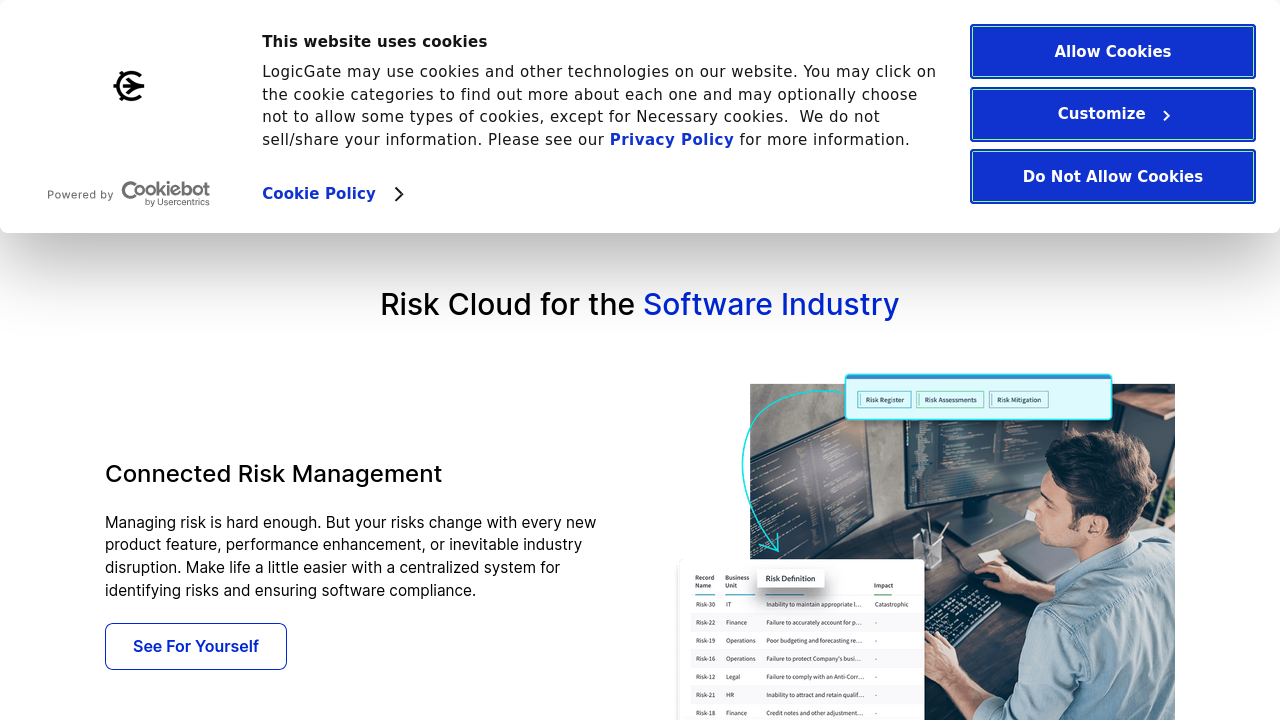 This website uses cookies
LogicGate may use cookies and other technologies on our website. You may click on
the cookie categories to find out more about each one and may optionally choose
not to allow some types of cookies, except for Necessary cookies.  We do not
sell/share your information. Please see our Privacy Policy for more information.
Cookie Policy
Powered by Cookiebot
by Usercentrics
Allow Cookies
Customize
Do Not Allow Cookies
Risk Cloud for the Software Industry
Connected Risk Management
Managing risk is hard enough. But your risks change with every new
product feature, performance enhancement, or inevitable industry
disruption. Make life a little easier with a centralized system for
identifying risks and ensuring software compliance.
See For Yourself
Risk Register Risk Assessments Risk Mitigation
Record Name Business Unit Risk Definition Impact
Risk-30 IT Inability to maintain appropriate l... Catastrophic
Risk-22 Finance Failure to accurately account for p... -
Risk-19 Operations Poor budgeting and forecasting re... -
Risk-16 Operations Failure to protect Company's busi... -
Risk-12 Legal Failure to comply with an Anti-Corr... -
Risk-21 HR Inability to attract and retain qualif... -
Risk-18 Finance Credit notes and other adjustment... -